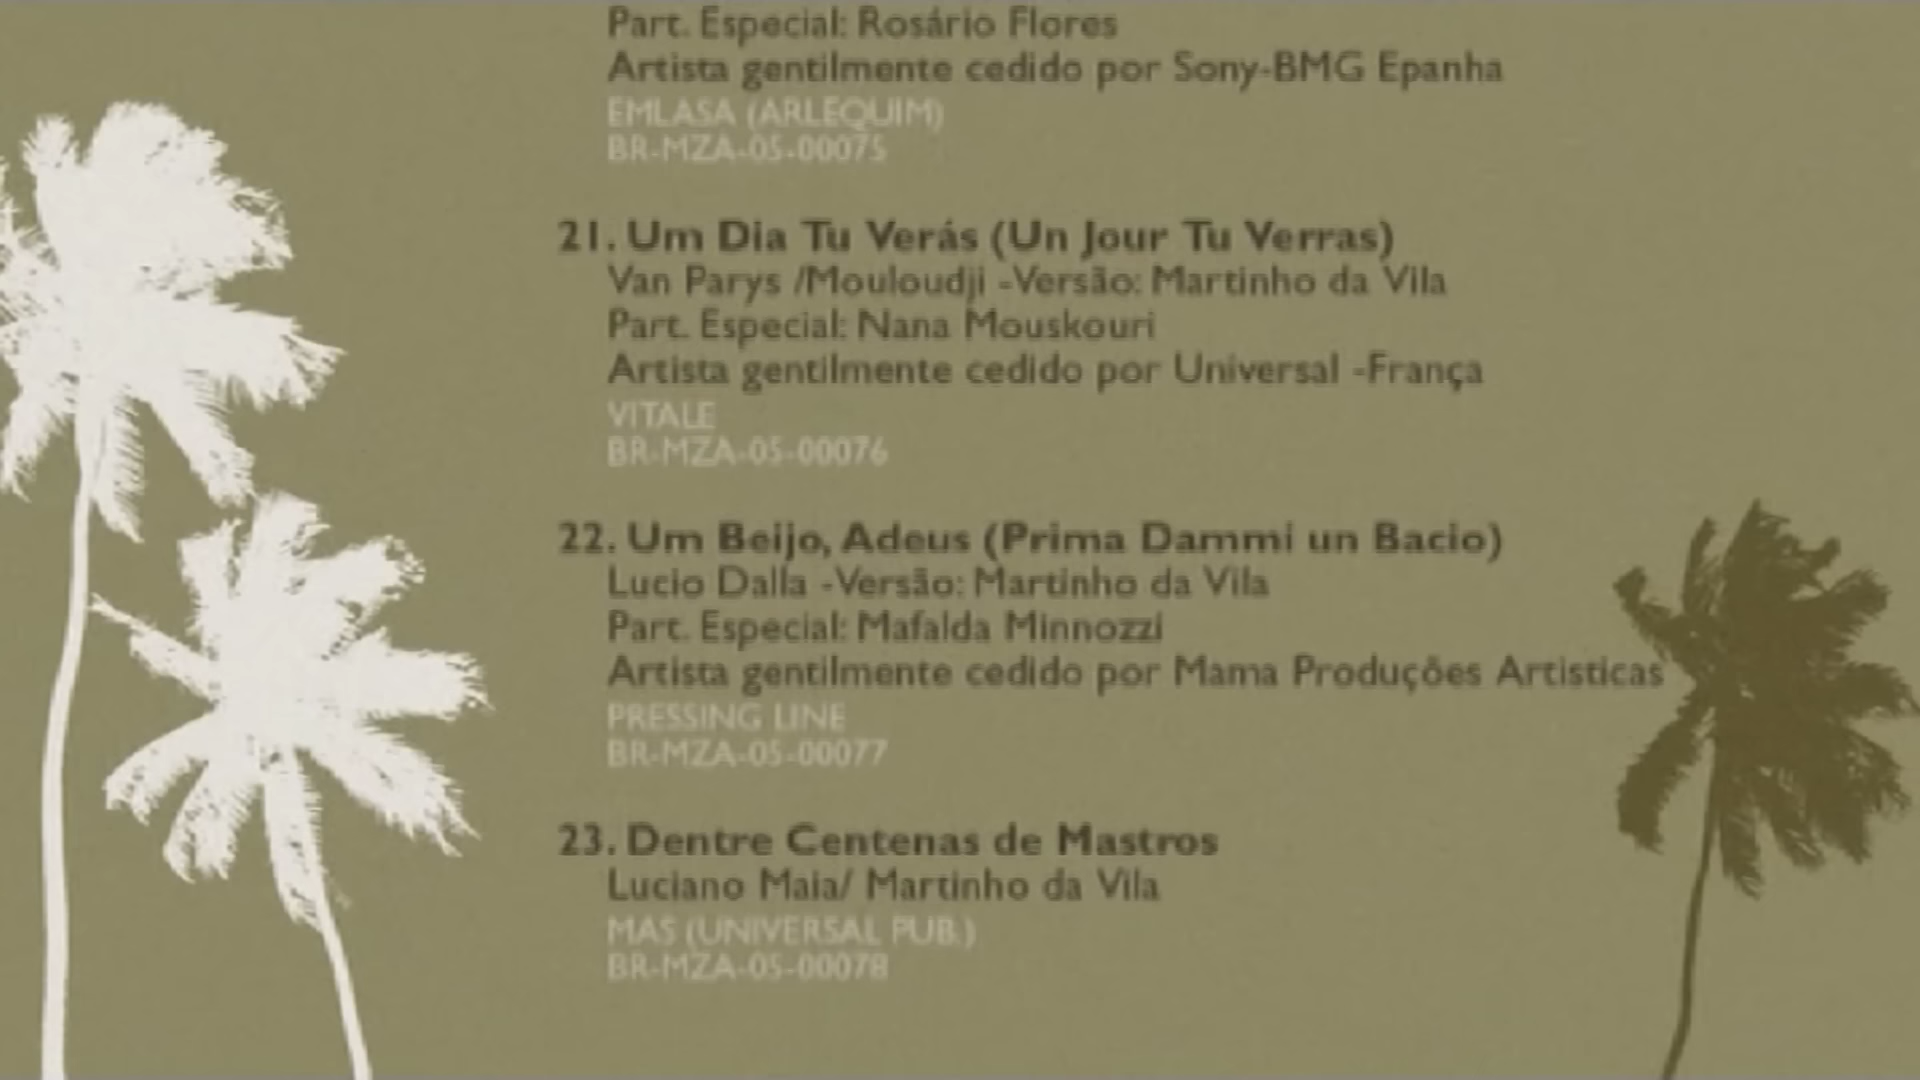 Part. Especial: Rosário Flores
Artista gentilmente cedido por Sony-BMG Epanha
EMLASA (ARLEQUIM)
BR-MZA-05-00075
21. Um Dia Tu Verás (Un Jour Tu Verras)
Van Parys /Mouloudji -Versão: Martinho da Vila
Part. Especial: Nana Mouskouri
Artista gentilmente cedido por Universal -França
VITALE
BR-MZA-05-00076
22. Um Beijo, Adeus (Prima Dammi un Bacio)
Lucio Dalla -Versão: Martinho da Vila
Part. Especial: Mafalda Minnozzi
Artista gentilmente cedido por Mama Produções Artisticas
PRESSING LINE
BR-MZA-05-00077
23. Dentre Centenas de Mastros
Luciano Maia/ Martinho da Vila
MAS (UNIVERSAL PUB.)
BR-MZA-05-00078